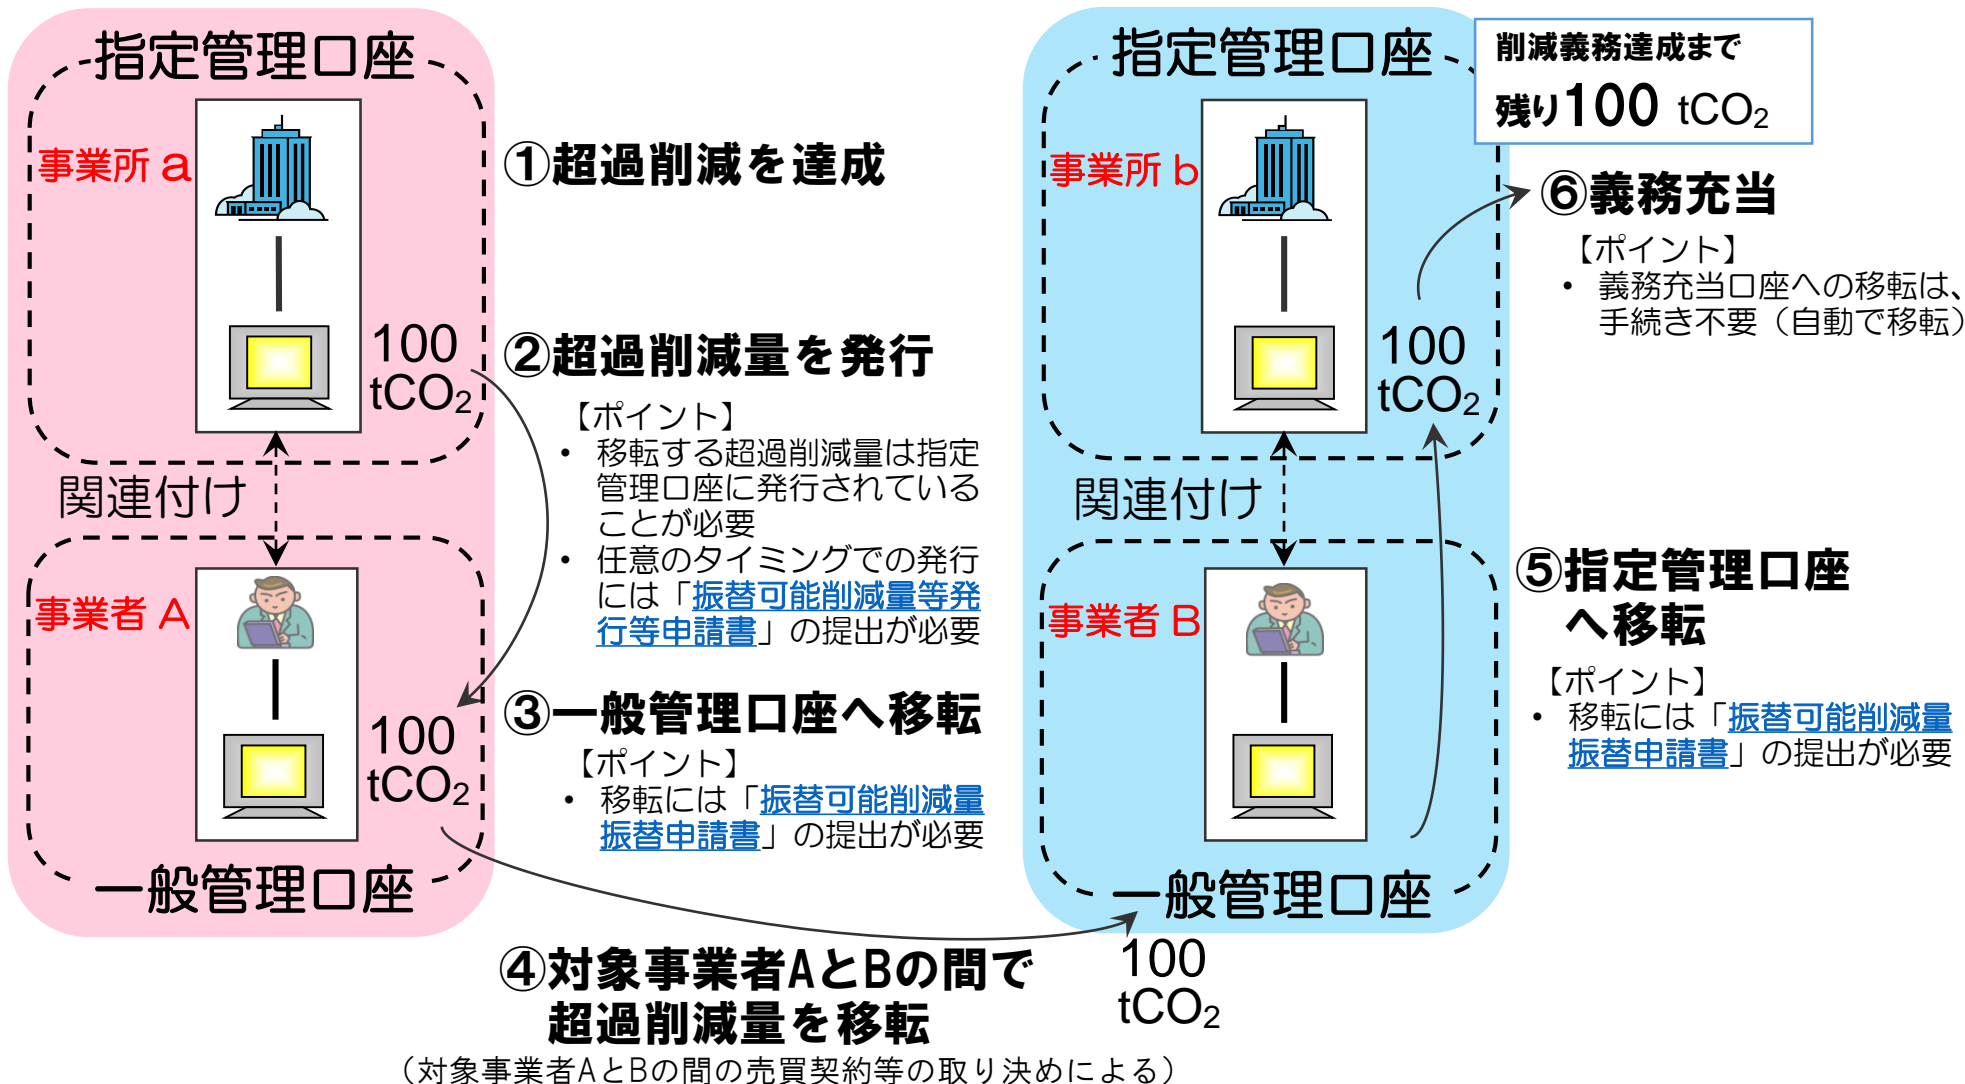 指定管理口座
事業所 a
100
tCO₂
関連付け
事業者 A
100
tCO₂
一般管理口座
①超過削減を達成
②超過削減量を発行
【ポイント】
• 移転する超過削減量は指定
管理口座に発行されている
ことが必要
• 任意のタイミングでの発行
には「振替可能削減量等発
行等申請書」の提出が必要
③一般管理口座へ移転
【ポイント】
• 移転には「振替可能削減量
振替申請書」の提出が必要
④対象事業者AとBの間で
超過削減量を移転
（対象事業者AとBの間の売買契約等の取り決めによる）
指定管理口座
事業所 b
100
tCO₂
関連付け
事業者 B
一般管理口座
100
tCO₂
削減義務達成まで
残り100 tCO₂
⑥義務充当
【ポイント】
• 義務充当口座への移転は、
手続き不要（自動で移転）
⑤指定管理口座
へ移転
【ポイント】
• 移転には「振替可能削減量
振替申請書」の提出が必要